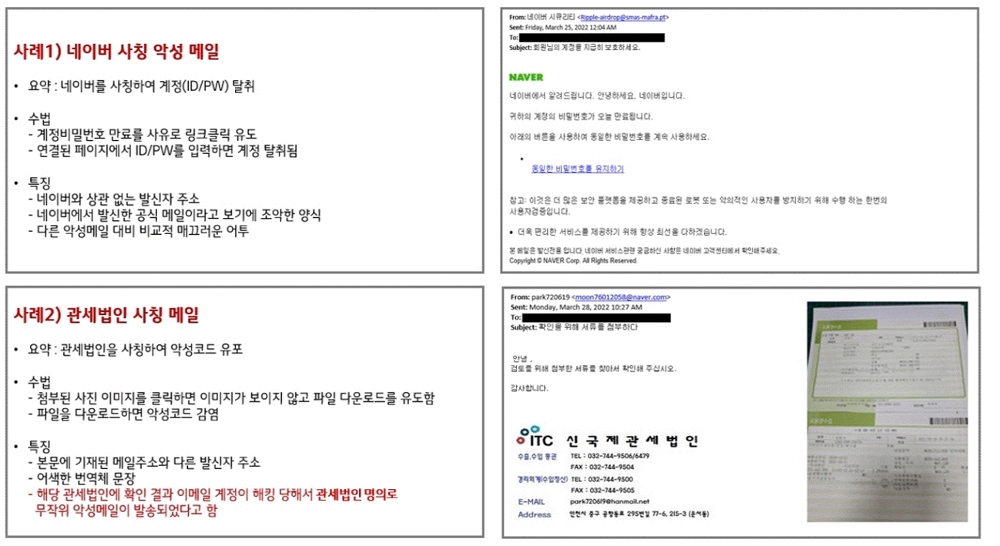 사례1) 네이버 사칭 악성 메일
• 요약 : 네이버를 사칭하여 계정(ID/PW) 탈취
• 수법
- 계정비밀번호 만료를 사유로 링크클릭 유도
- 연결된 페이지에서 ID/PW를 입력하면 계정 탈취됨
• 특징
- 네이버와 상관 없는 발신자 주소
- 네이버에서 발신한 공식 메일이라고 보기에 조악한 양식
- 다른 악성메일 대비 비교적 매끄러운 어투
From: 네이버 시큐리티 <Ripple-airdrop@smas-mafra.pt>
Sent: Friday, March 25, 2022 12:04 AM
To:
Subject: 회원님의 계정을 지급히 보호하세요.
NAVER
네이버에서 알려드립니다. 안녕하세요, 네이버입니다.
귀하의 계정의 비밀번호가 오늘 만료됩니다.
아래의 버튼을 사용하여 동일한 비밀번호를 계속 사용하세요.
•
동일한 비밀번호를 유지하기
참고: 이것은 더 많은 보안 플랫폼을 제공하고 종료된 로봇 또는 악의적인 사용자를 방지하기 위해 수행 하는 한번의
사용자검증입니다.
• 더욱 편리한 서비스를 제공하기 위해 항상 최선을 다하겠습니다.
본 메일은 발신전용 입니다. 네이버 서비스관련 궁금하신 사항은 네이버 고객센터에서 확인해주세요.
Copyright © NAVER Corp. All Rights Reserved.
사례2) 관세법인 사칭 메일
• 요약 : 관세법인을 사칭하여 악성코드 유포
• 수법
- 첨부된 사진 이미지를 클릭하면 이미지가 보이지 않고 파일 다운로드를 유도함
- 파일을 다운로드하면 악성코드 감염
• 특징
- 본문에 기재된 메일주소와 다른 발신자 주소
- 어색한 번역체 문장
- 해당 관세법인에 확인 결과 이메일 계정이 해킹 당해서 관세법인 명의로
무작위 악성메일이 발송되었다고 함
From: park720619 <moon76012058@naver.com>
Sent: Monday, March 28, 2022 10:27 AM
To:
Subject: 확인을 위해 서류를 첨부하다
안녕 ,
검토를 위해 첨부한 서류를 찾아서 확인해 주십시오.
감사합니다.
ITC 신국제관세법인
수출,수입 통관 TEL : 032-744-9506/6479
FAX : 032-744-9504
경리회계(수입정산) TEL : 032-744-9500
FAX : 032-744-9505
E-MAIL park720619@hanmail.net
Address 인천시 중구 공항동로 295번길 77-6, 215-3 (운서동)